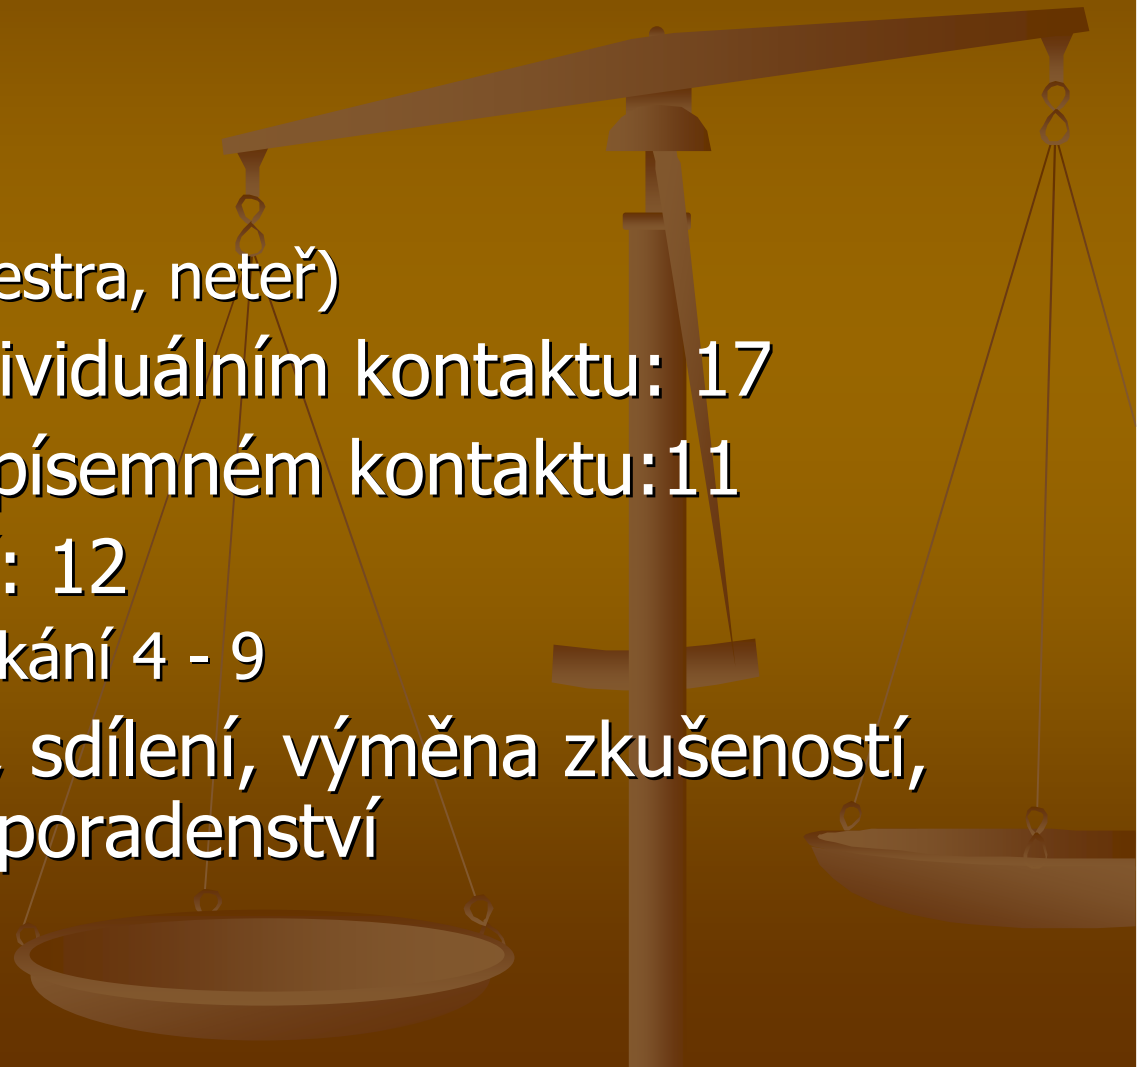 estra, neteř)
ividuálním kontaktu: 17
písemném kontaktu:11
í: 12
kání 4 - 9
, sdílení, výměna zkušeností,
poradenství